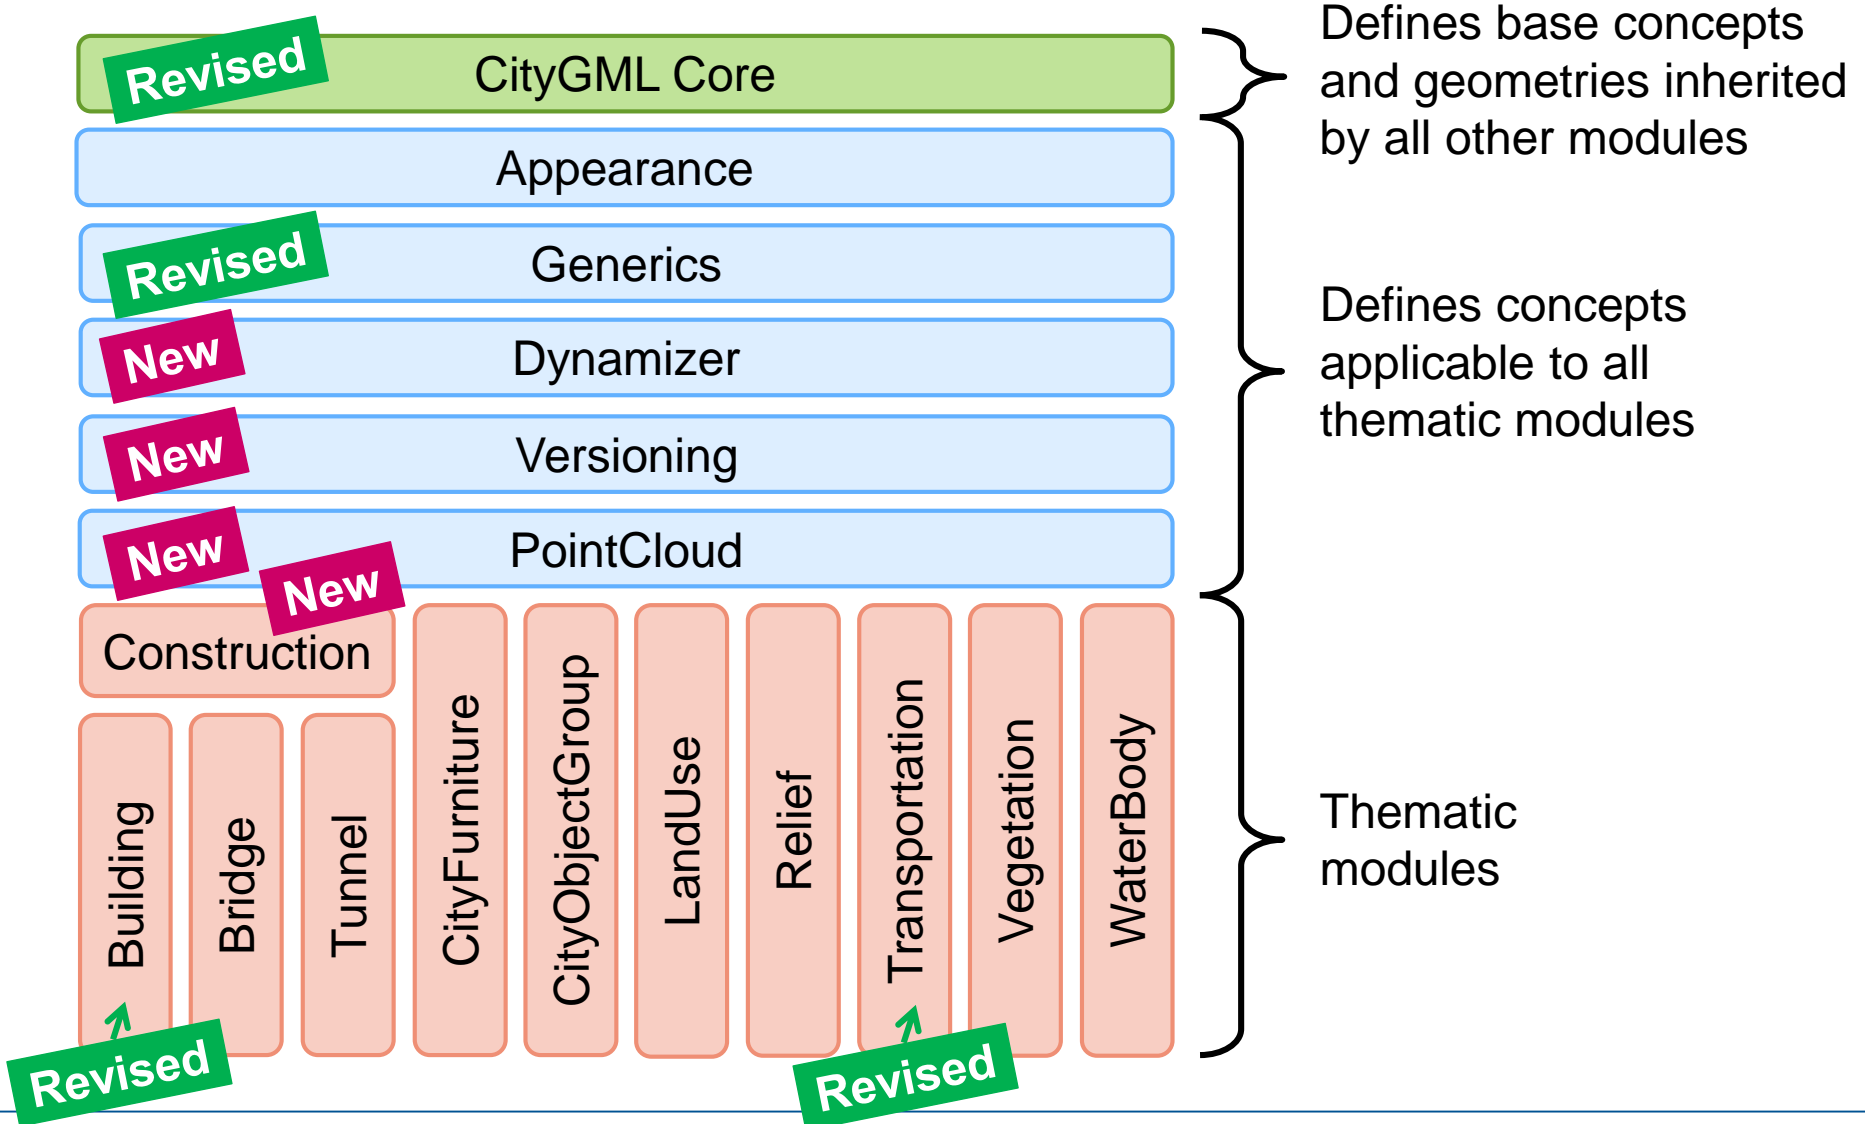 Revised
CityGML Core
Defines base concepts
and geometries inherited
by all other modules
Appearance
Revised
Generics
New
Dynamizer
New
Versioning
New
PointCloud
Defines concepts
applicable to all
thematic modules
New
Construction
Building
Bridge
Tunnel
CityFurniture
CityObjectGroup
LandUse
Relief
Transportation
Vegetation
WaterBody
Thematic
modules
Revised
Revised